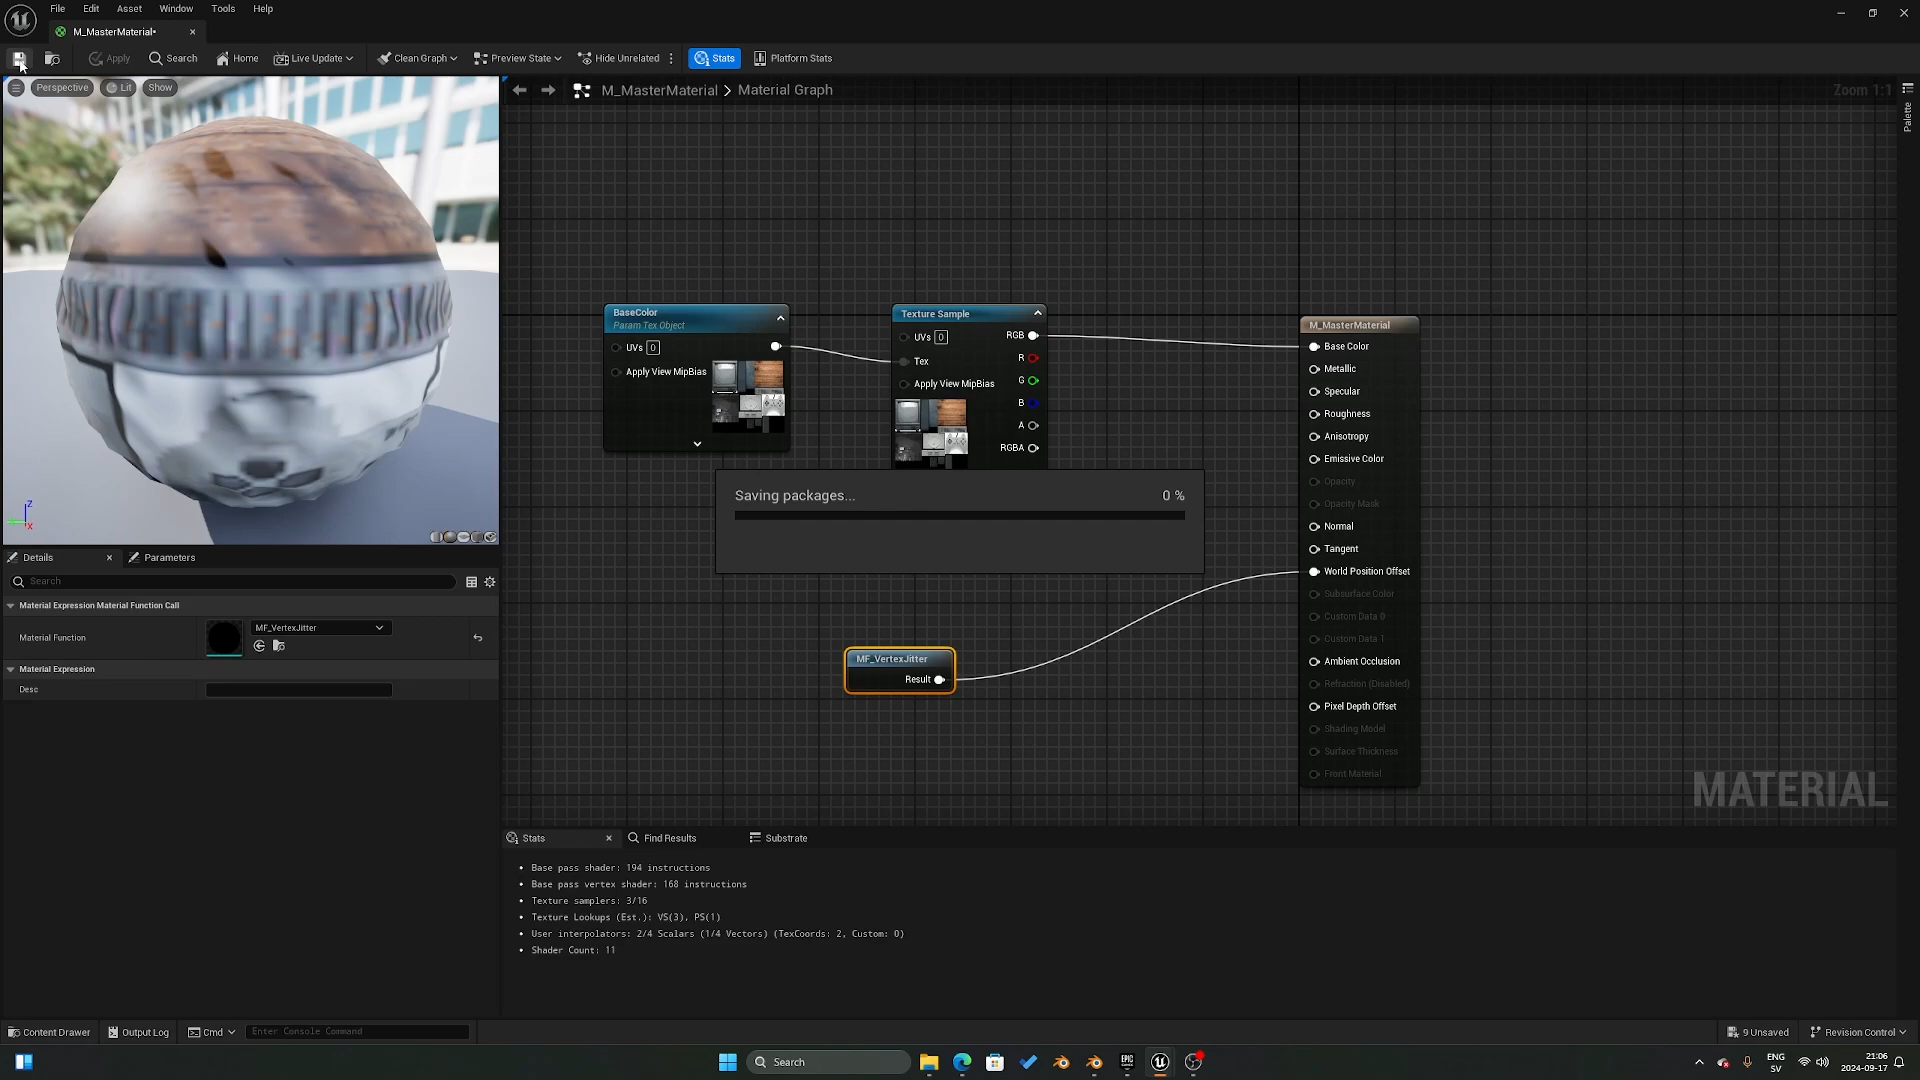 File Edit Asset Window Tools Help
M_MasterMaterial•
Apply Search Home Live Update Clean Graph Preview State Hide Unrelated Stats Platform Stats
Perspective Lit Show
M_MasterMaterial > Material Graph
Zoom 1:1
Palette
BaseColor
Param Tex Object
UVs 0
Apply View MipBias
Texture Sample
UVs 0
RGB
Tex
R
Apply View MipBias
G
B
A
RGBA
M_MasterMaterial
Base Color
Metallic
Specular
Roughness
Anisotropy
Emissive Color
Opacity
Opacity Mask
Normal
Tangent
World Position Offset
Subsurface Color
Custom Data 0
Custom Data 1
Ambient Occlusion
Refraction (Disabled)
Pixel Depth Offset
Shading Model
Surface Thickness
Front Material
Saving packages... 0 %
MF_VertexJitter
Result
MATERIAL
Z
X
Details Parameters
Search
Material Expression Material Function Call
Material Function MF_VertexJitter
Material Expression
Desc
Stats Find Results Substrate
• Base pass shader: 194 instructions
• Base pass vertex shader: 168 instructions
• Texture samplers: 3/16
• Texture Lookups (Est.): VS(3), PS(1)
• User interpolators: 2/4 Scalars (1/4 Vectors) (TexCoords: 2, Custom: 0)
• Shader Count: 11
Content Drawer Output Log Cmd Enter Console Command
9 Unsaved Revision Control
Search
EPIC
ENG
SV
21:06
2024-09-17